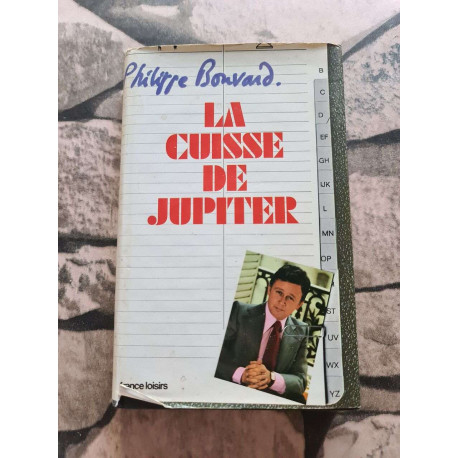 Philippe Bouvard.
LA
CUISSE
DE
JUPITER
B
C
D
EF
GH
IJK
L
MN
OP
ST
UV
WX
YZ
france loisirs